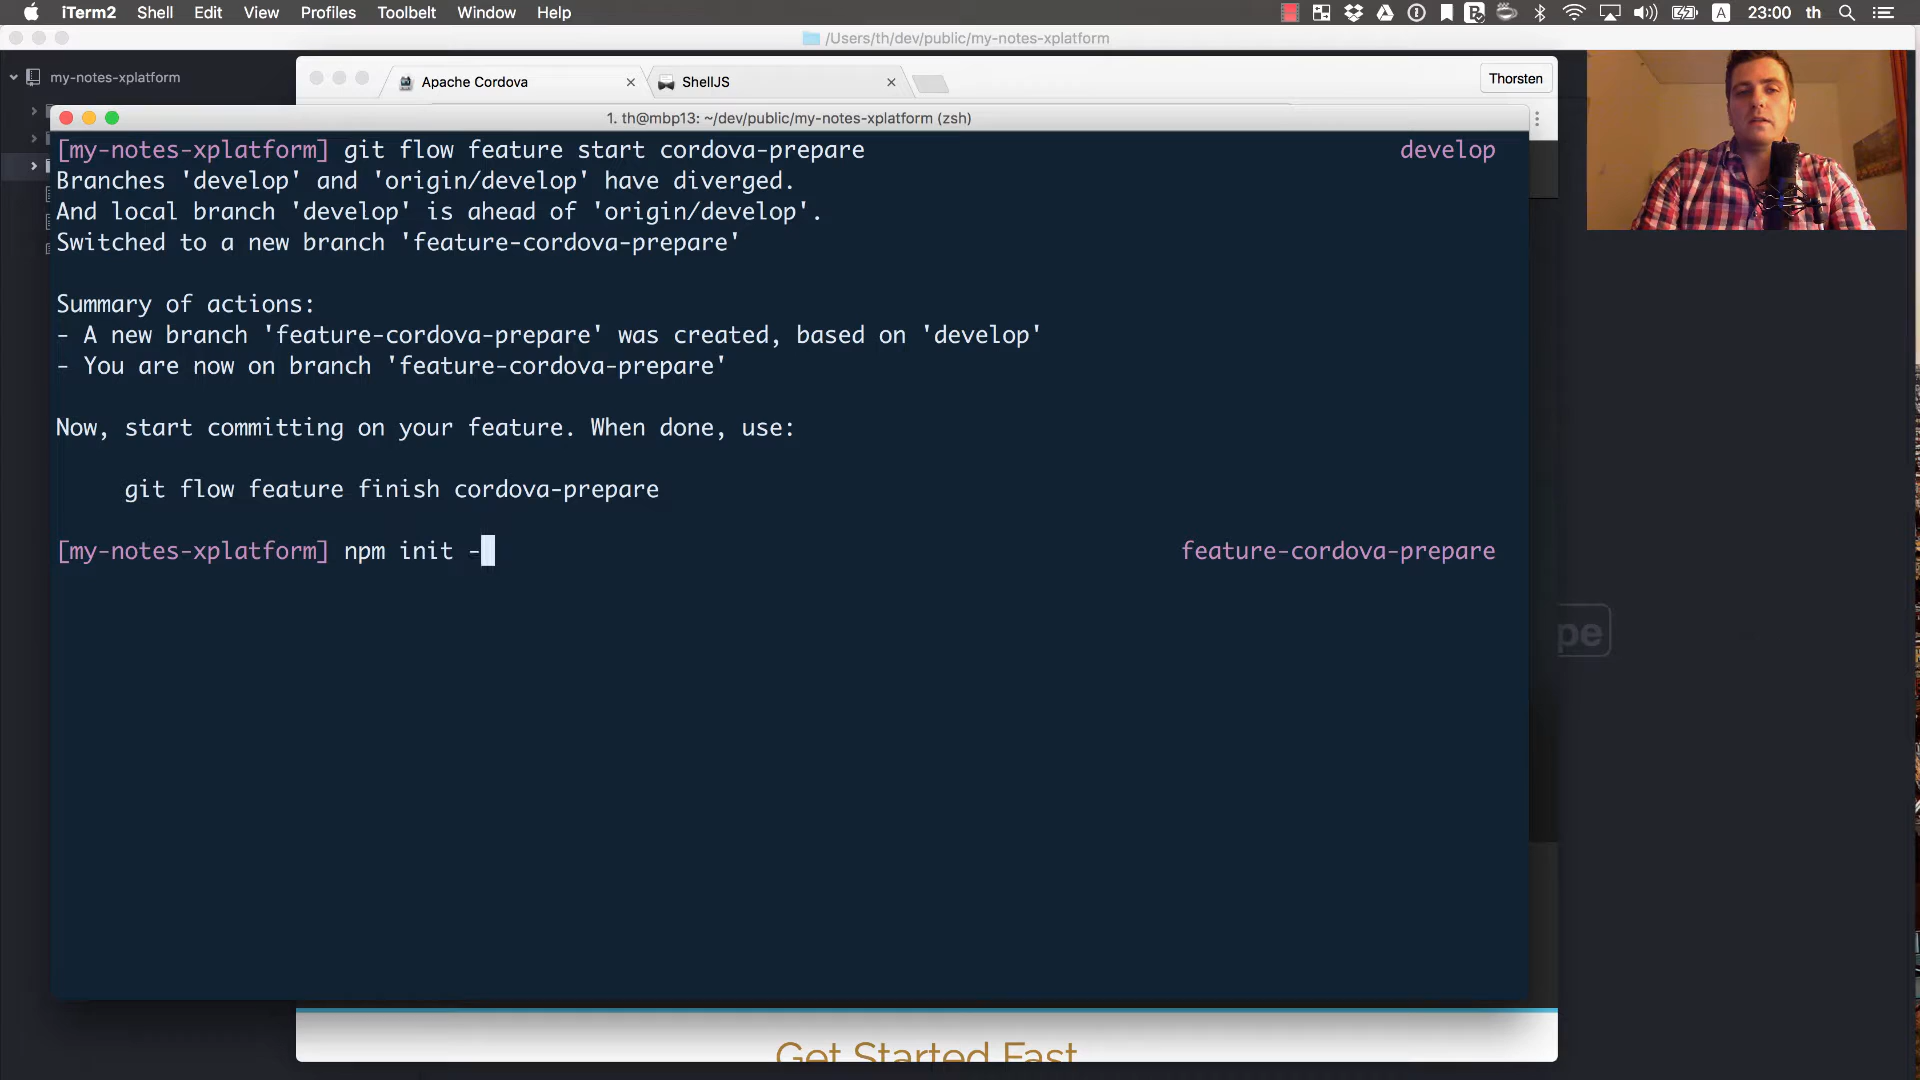 iTerm2 Shell Edit View Profiles Toolbelt Window Help A 23:00 th
/Users/th/dev/public/my-notes-xplatform
my-notes-xplatform
Apache Cordova × ShellJS × Thorsten
1. th@mbp13: ~/dev/public/my-notes-xplatform (zsh)
[my-notes-xplatform] git flow feature start cordova-prepare develop
Branches 'develop' and 'origin/develop' have diverged.
And local branch 'develop' is ahead of 'origin/develop'.
Switched to a new branch 'feature-cordova-prepare'
Summary of actions:
- A new branch 'feature-cordova-prepare' was created, based on 'develop'
- You are now on branch 'feature-cordova-prepare'
Now, start committing on your feature. When done, use:
git flow feature finish cordova-prepare
[my-notes-xplatform] npm init - feature-cordova-prepare
pe
Get Started Fast